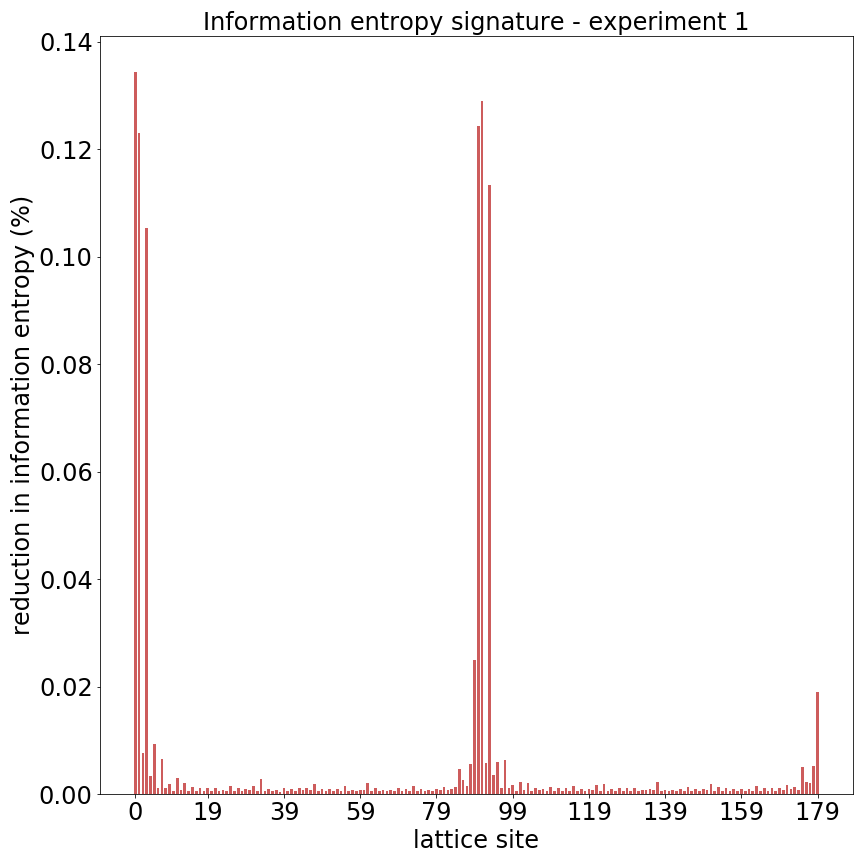 Information entropy signature - experiment 1
0.14
0.12
0.10
0.08
0.06
0.04
0.02
0.00
reduction in information entropy (%)
0 19 39 59 79 99 119 139 159 179
lattice site